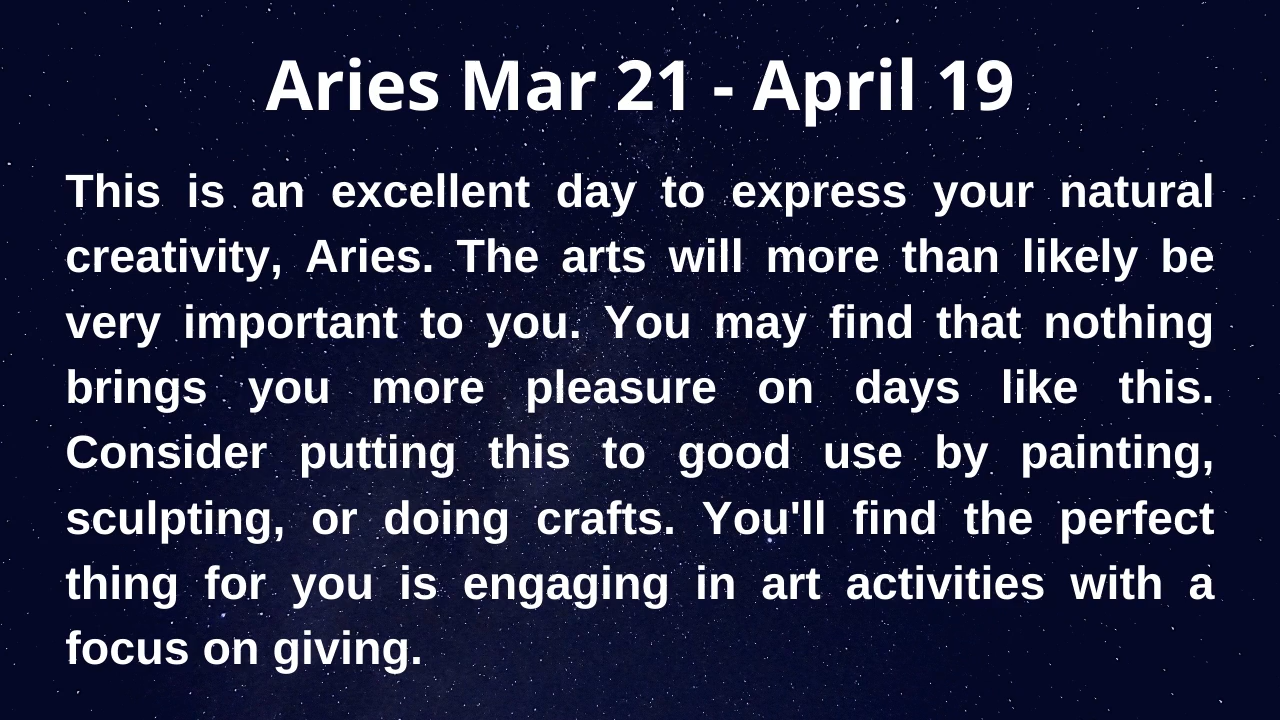 Aries Mar 21 - April 19
This is an excellent day to express your natural
creativity, Aries. The arts will more than likely be
very important to you. You may find that nothing
brings you more pleasure on days like this.
Consider putting this to good use by painting,
sculpting, or doing crafts. You'll find the perfect
thing for you is engaging in art activities with a
focus on giving.